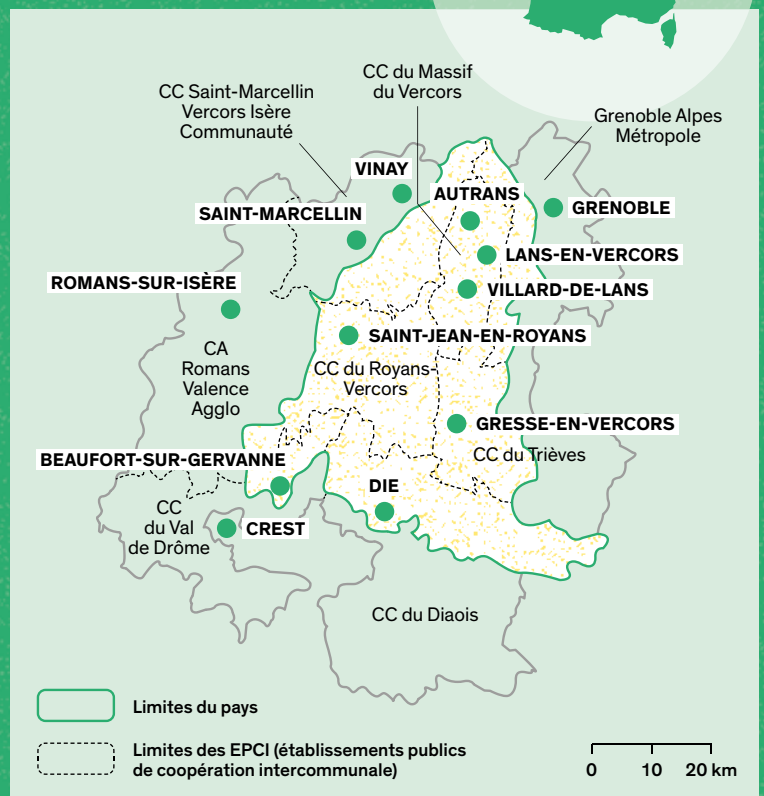 CC du Massif
du Vercors
CC Saint-Marcellin
Vercors Isère
Communauté
Grenoble Alpes
Métropole
VINAY
AUTRANS
SAINT-MARCELLIN
GRENOBLE
LANS-EN-VERCORS
ROMANS-SUR-ISÈRE
VILLARD-DE-LANS
SAINT-JEAN-EN-ROYANS
CA
Romans
Valence
Agglo
CC du Royans-
Vercors
GRESSE-EN-VERCORS
CC du Trièves
BEAUFORT-SUR-GERVANNE
DIE
CC
du Val
de Drôme
CREST
CC du Diaois
Limites du pays
Limites des EPCI (établissements publics
de coopération intercommunale)
0 10 20 km